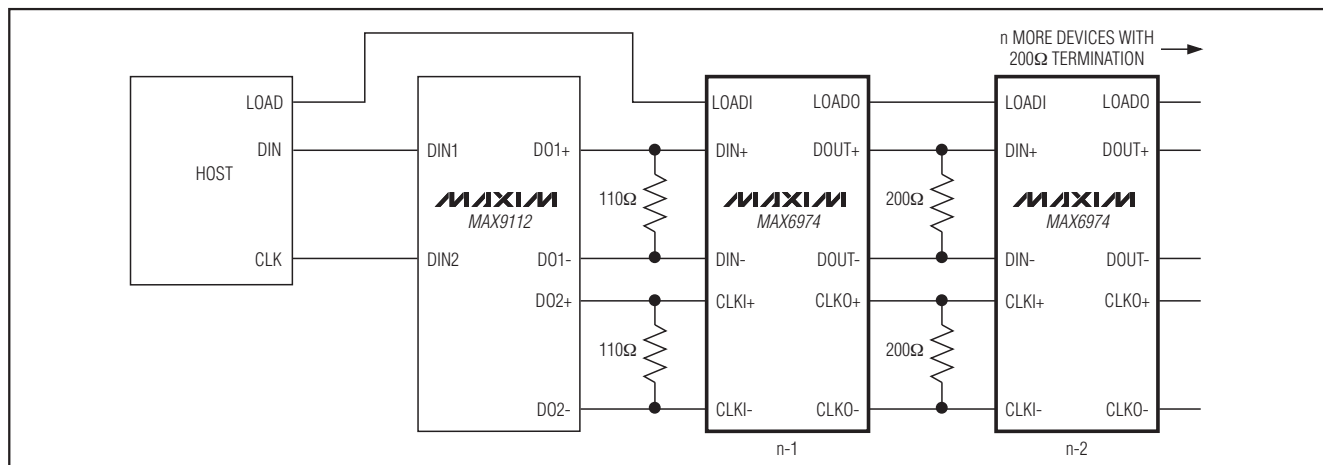 n MORE DEVICES WITH
200Ω TERMINATION
HOST
LOAD
DIN
CLK
DIN1
DIN2
MAXIM
MAX9112
DO1+
DO1-
DO2+
DO2-
110Ω
110Ω
LOADI
DIN+
DIN-
CLKI+
CLKI-
MAXIM
MAX6974
LOADO
DOUT+
DOUT-
CLKO+
CLKO-
n-1
200Ω
200Ω
LOADI
DIN+
DIN-
CLKI+
CLKI-
MAXIM
MAX6974
LOADO
DOUT+
DOUT-
CLKO+
CLKO-
n-2